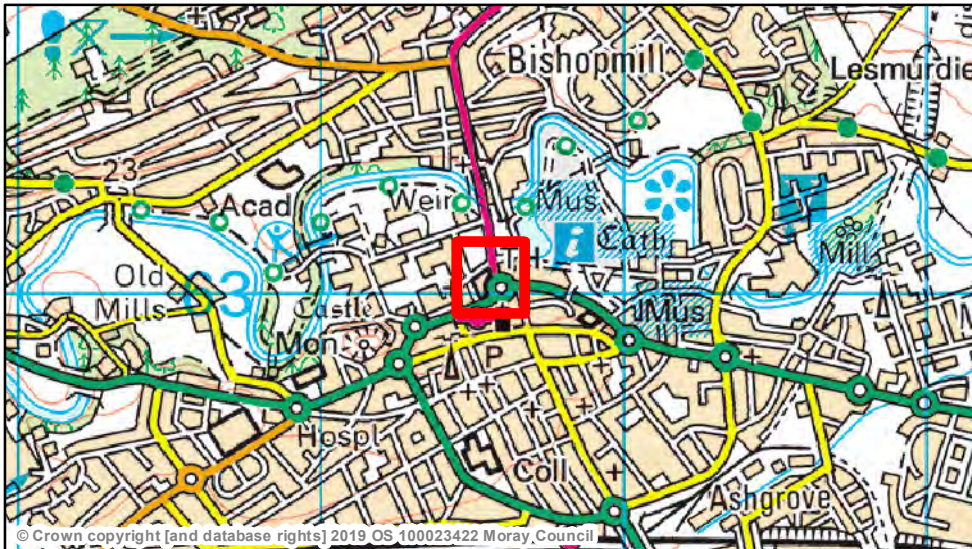 Bishopmill
Lesmurdie
23
Acad
Weir
Mus
i
Cath
Mill
Old
Mills
63
Castle
Mus
Mon
P
Hospl
Coll
Ashgrove
© Crown copyright [and database rights] 2019 OS 100023422 Moray Council